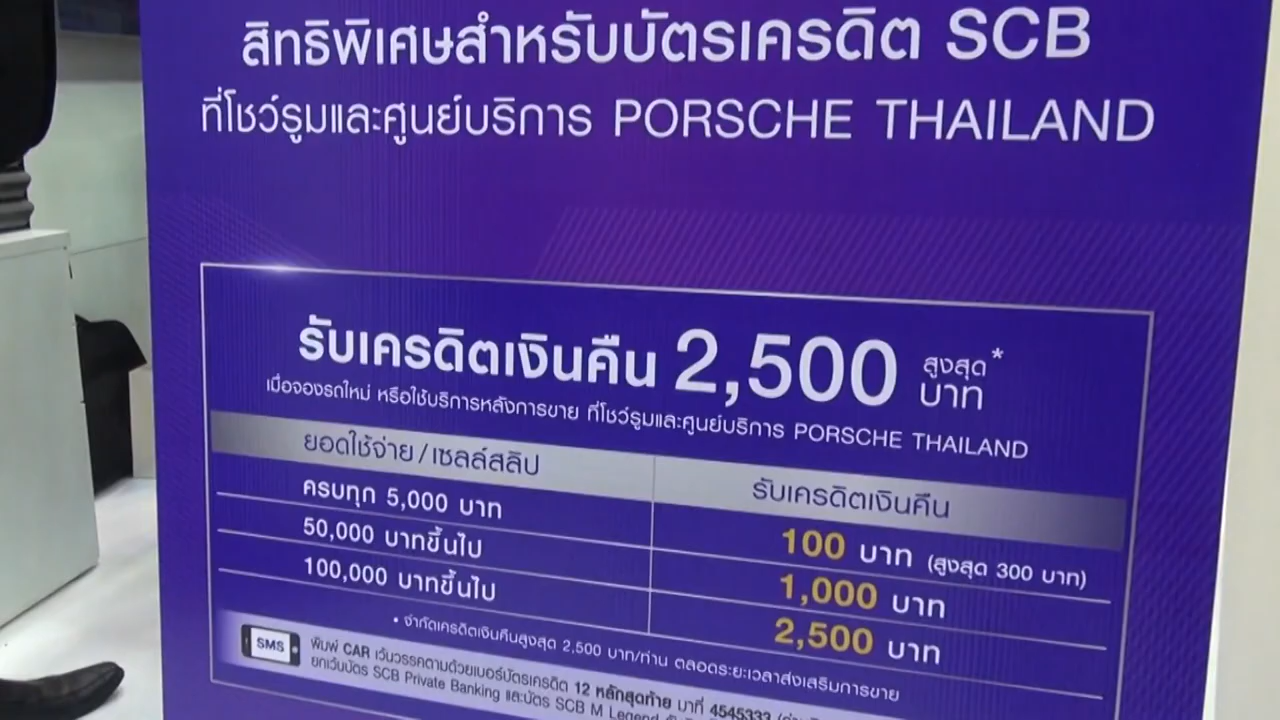 สิทธิพิเศษสำหรับบัตรเครดิต SCB
ที่โชว์รูมและศูนย์บริการ PORSCHE THAILAND
รับเครดิตเงินคืน 2,500 สูงสุด* บาท
เมื่อจองรถใหม่ หรือใช้บริการหลังการขาย ที่โชว์รูมและศูนย์บริการ PORSCHE THAILAND
ยอดใช้จ่าย/เซลล์สลิป รับเครดิตเงินคืน
ครบทุก 5,000 บาท 100 บาท (สูงสุด 300 บาท)
50,000 บาทขึ้นไป 1,000 บาท
100,000 บาทขึ้นไป 2,500 บาท
• จำกัดเครดิตเงินคืนสูงสุด 2,500 บาท/ท่าน ตลอดระยะเวลาส่งเสริมการขาย
SMS พิมพ์ CAR เว้นวรรคตามด้วยเบอร์บัตรเครดิต 12 หลักสุดท้าย มาที่ 4545333
ยกเว้นบัตร SCB Private Banking และบัตร SCB M Legend